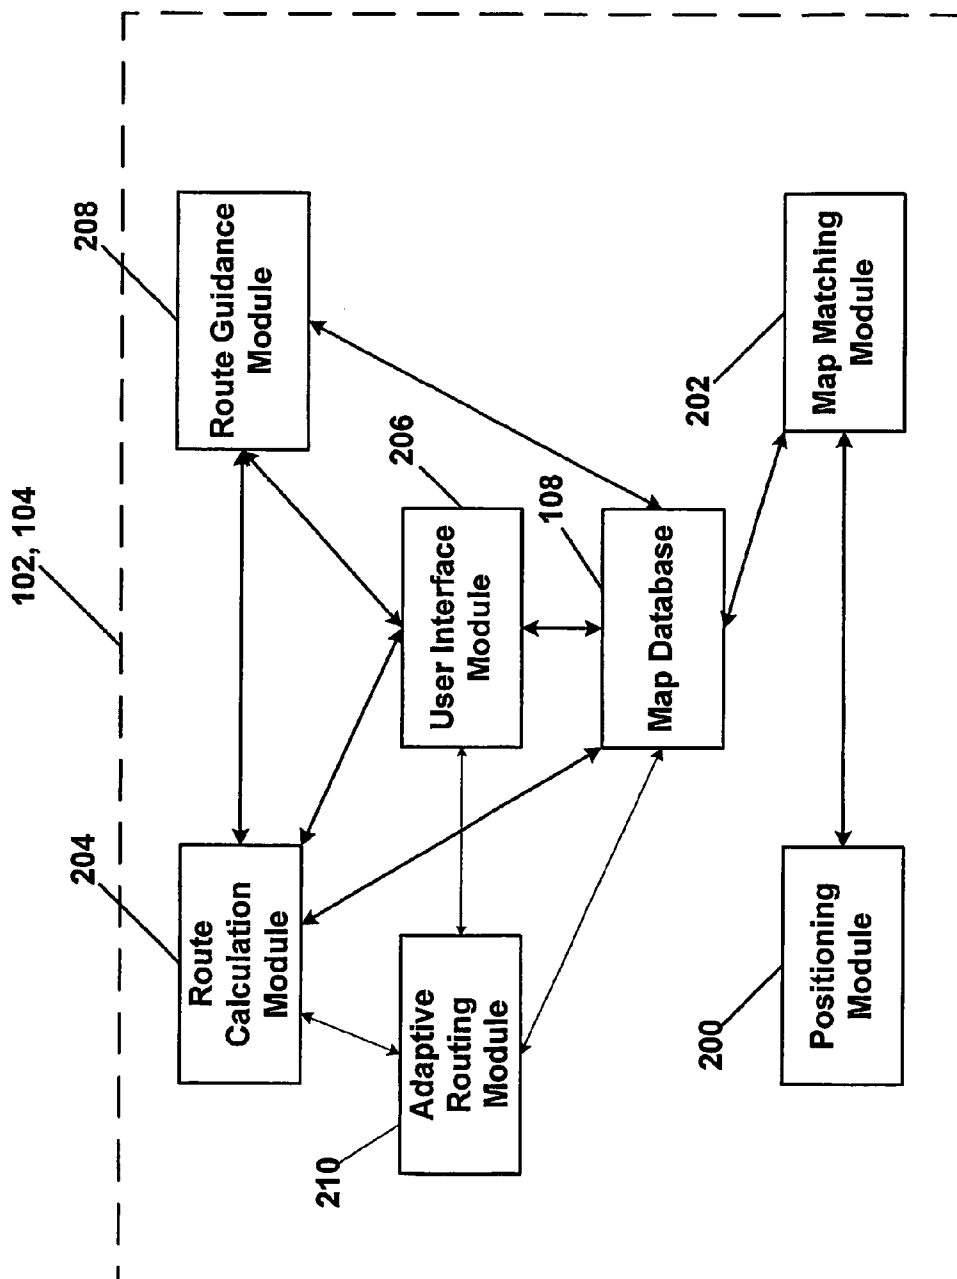 102, 104
204
208
Route
Calculation
Module
Route Guidance
Module
206
210
Adaptive
Routing
Module
User Interface
Module
108
Map Database
200
202
Positioning
Module
Map Matching
Module